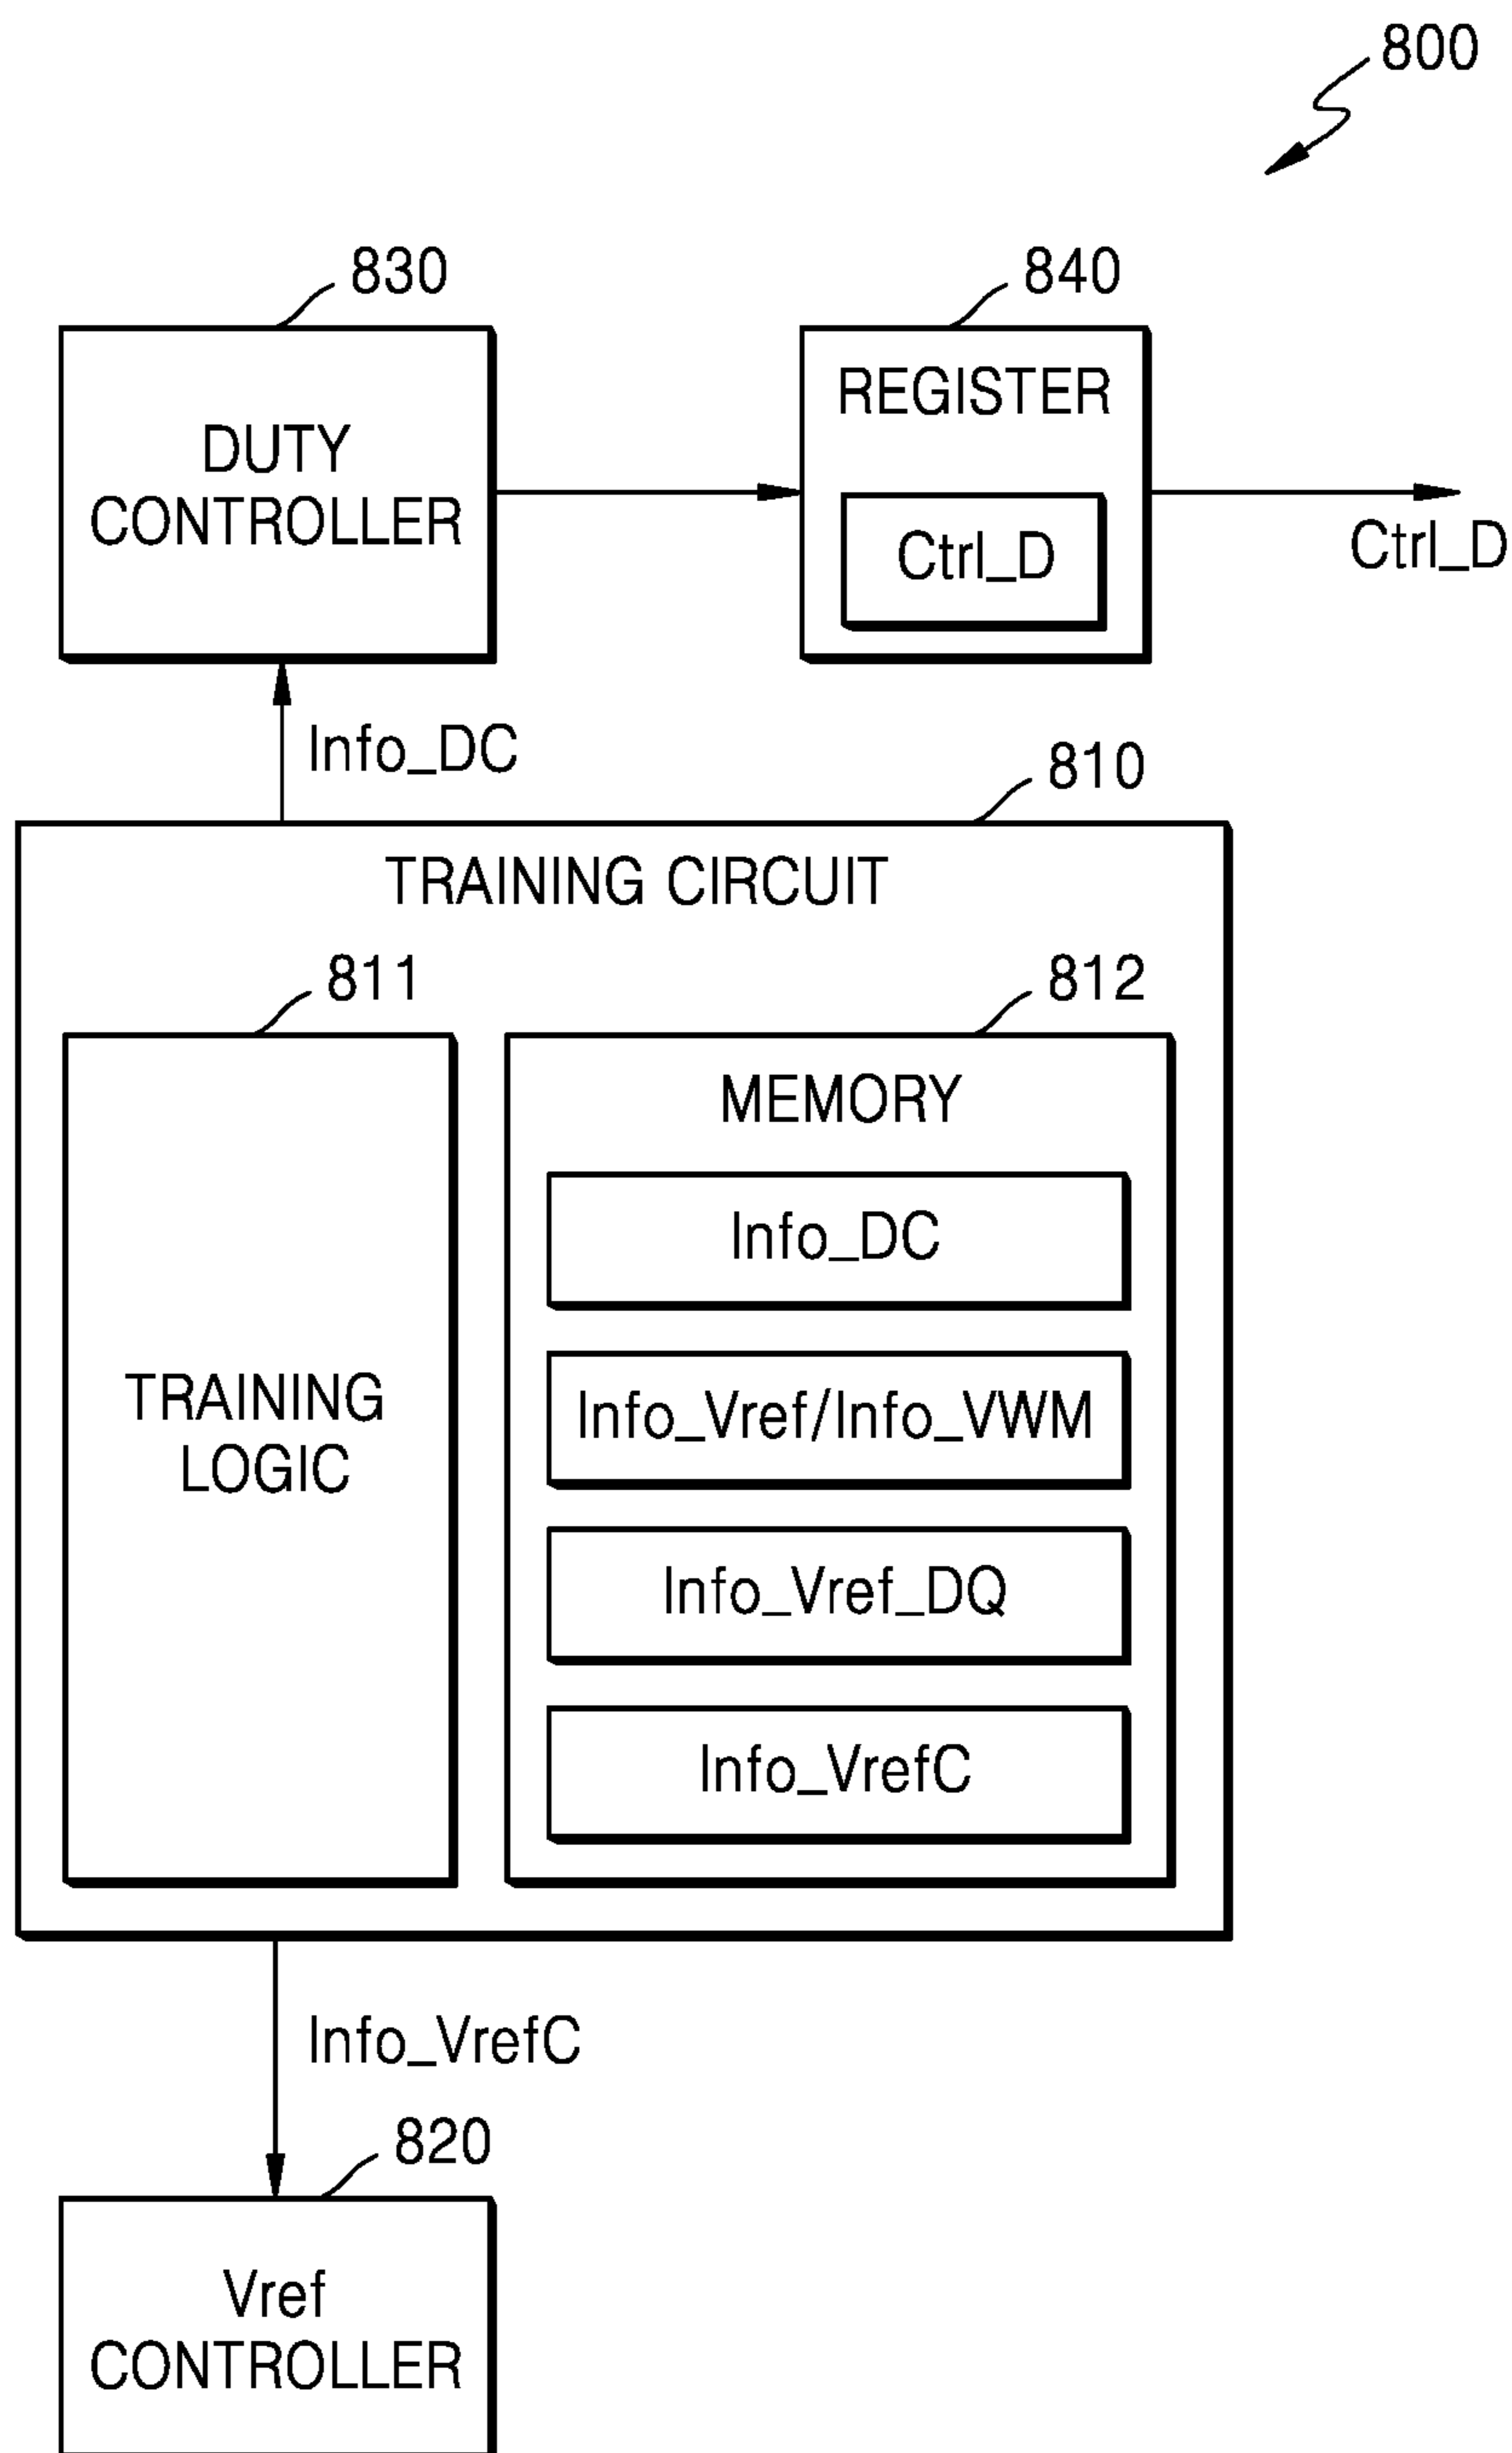 800
830
840
DUTY
CONTROLLER
REGISTER
Ctrl_D
Ctrl_D
Info_DC
810
TRAINING CIRCUIT
811
812
TRAINING
LOGIC
MEMORY
Info_DC
Info_Vref/Info_VWM
Info_Vref_DQ
Info_VrefC
Info_VrefC
820
Vref
CONTROLLER